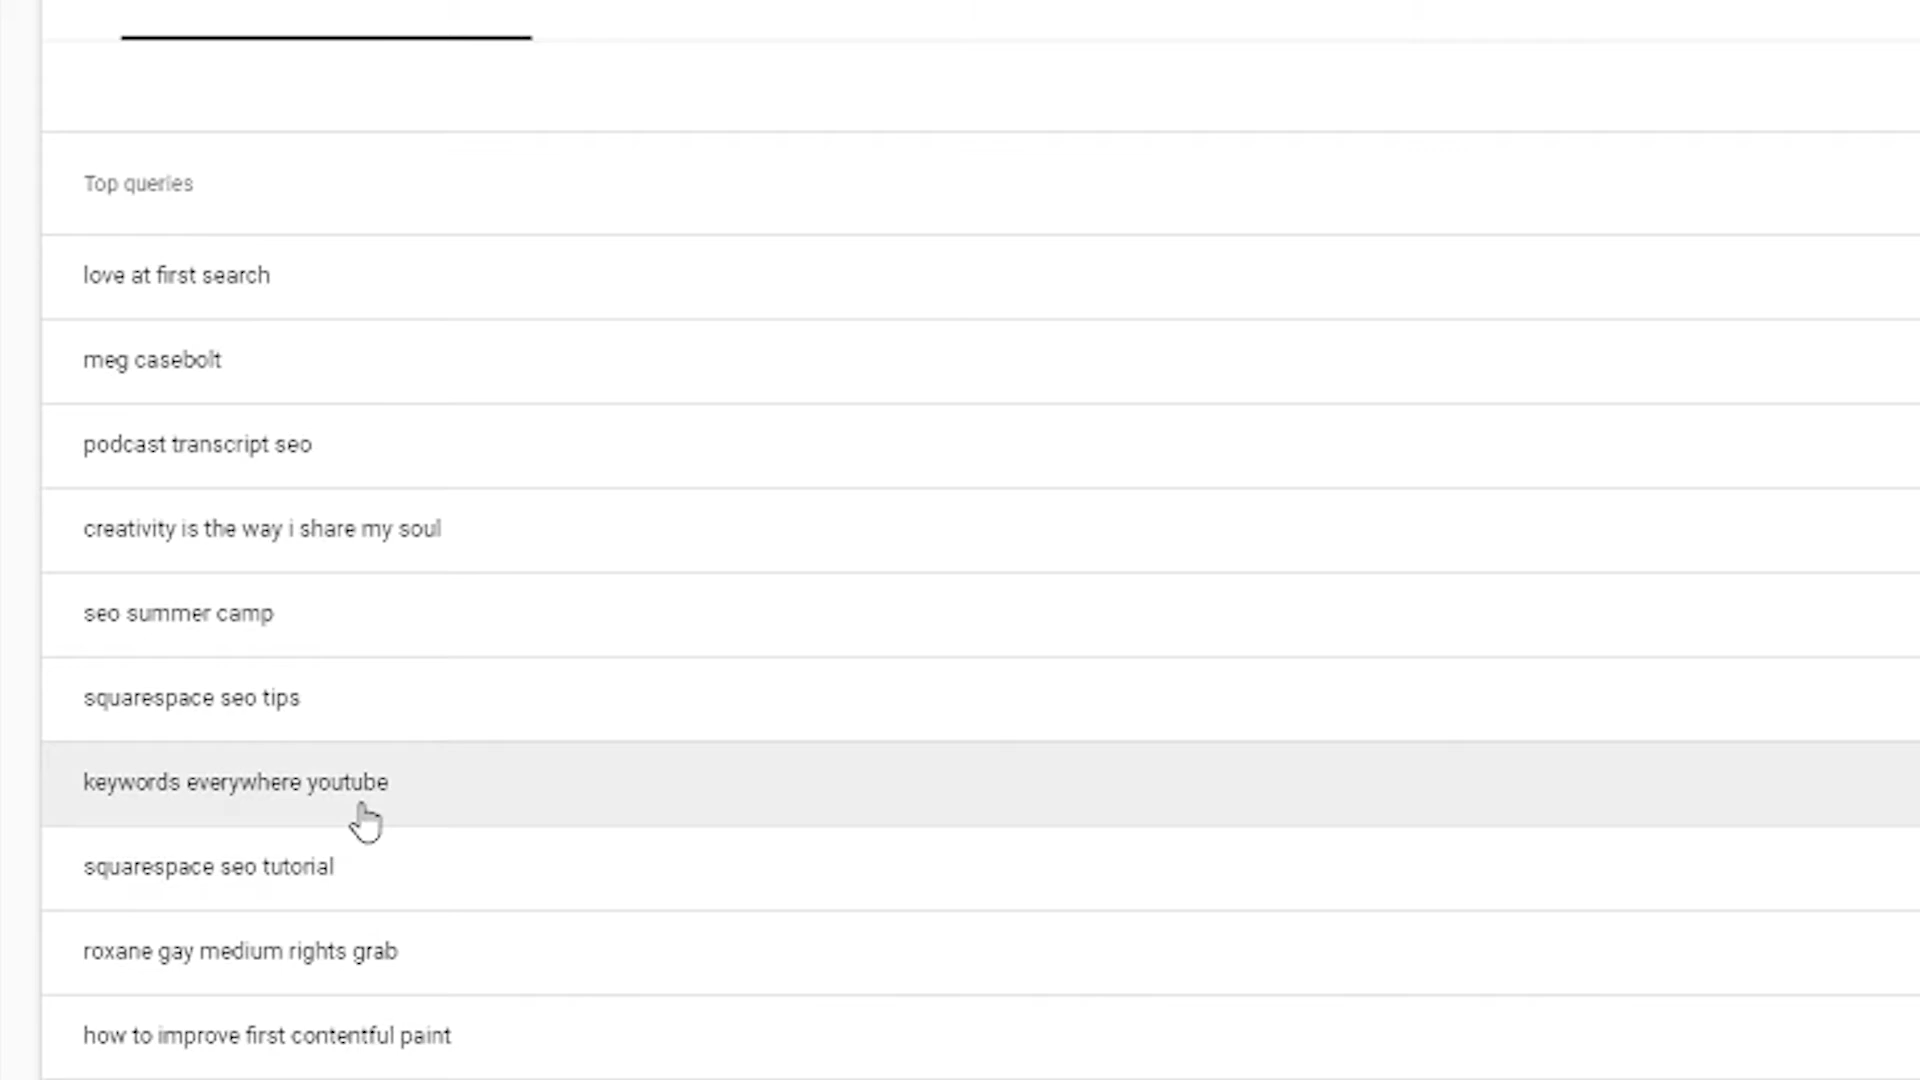 Top queries
love at first search
meg casebolt
podcast transcript seo
creativity is the way i share my soul
seo summer camp
squarespace seo tips
keywords everywhere youtube
squarespace seo tutorial
roxane gay medium rights grab
how to improve first contentful paint